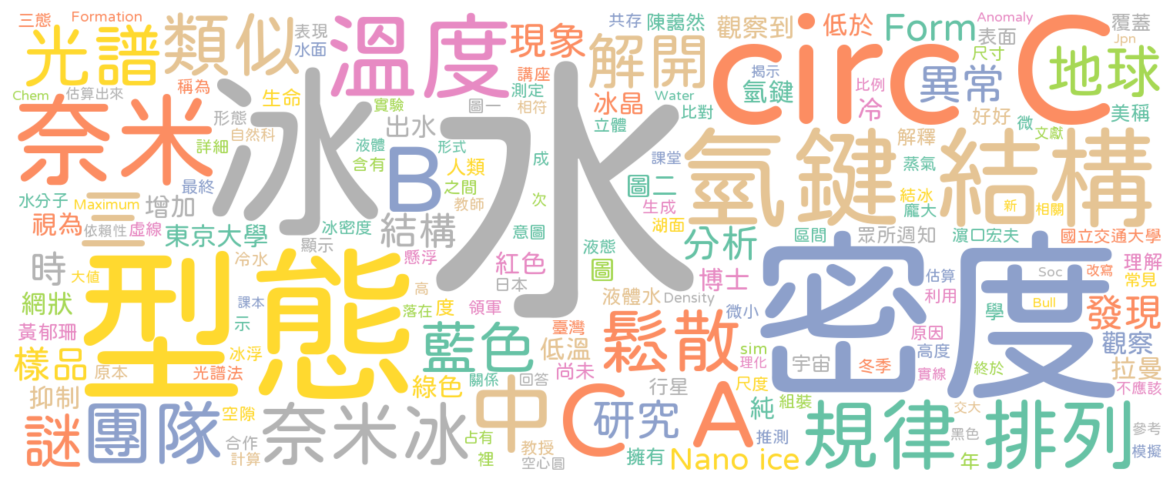 三態
Formation
表現
水面
光譜
類似
溫度
現象
講座
測定
解開
共存
陳藹然
觀察到
低於
Form
Anomaly
表面
覆蓋
Jpn
Chem
估算出來
稱為
生命
實驗
圖一
相符
冰晶
立體
揭示
Water
氫鍵
比對
circ
C
比例
冷
異常
尺寸
好好
微
文獻
地球
美稱
奈米
形態
自然科
詳細
冰
水
出水
液體
含有
形式
人類
之間
教師
B
成
次
課堂
圖二
生成
湖面
氫鍵
結構
解釋
蒸氣
結冰
龐大
新
相關
水分子
最終
Maximum
三
增加
視為
依賴性
虛線
東京大學
冰密度
顯示
結構
懸浮
意圖
液態
圖
分析
區間
眾所週知
濵口宏夫
國立交通大學
時
大值
冷水
網狀
課本
示
黃郁珊
型態
高
落在
度
紅色
日本
領軍
博士
液體水
Density
微小
臺灣
密度
估算
Soc
改寫
理解
常見
利用
Bull
學
發現
樣品
冰浮
原本
光譜法
藍色
鬆散
低溫
尚未
sim
理化
宇宙
冬季
原因
高度
實線
終於
觀察
拉曼
不應該
抑制
綠色
關係
回答
行星
尺度
純
組裝
謎
團隊
空隙
合作
計算
奈米冰
占有
裡
中
教授
空心圓
C
研究
擁有
A
Nano ice
推測
規律
排列
交大
黑色
年
參考
模擬